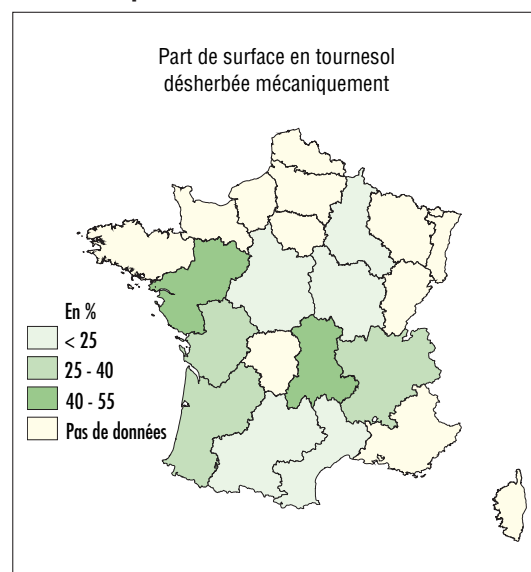 Part de surface en tournesol
désherbée mécaniquement
En %
< 25
25 - 40
40 - 55
Pas de données